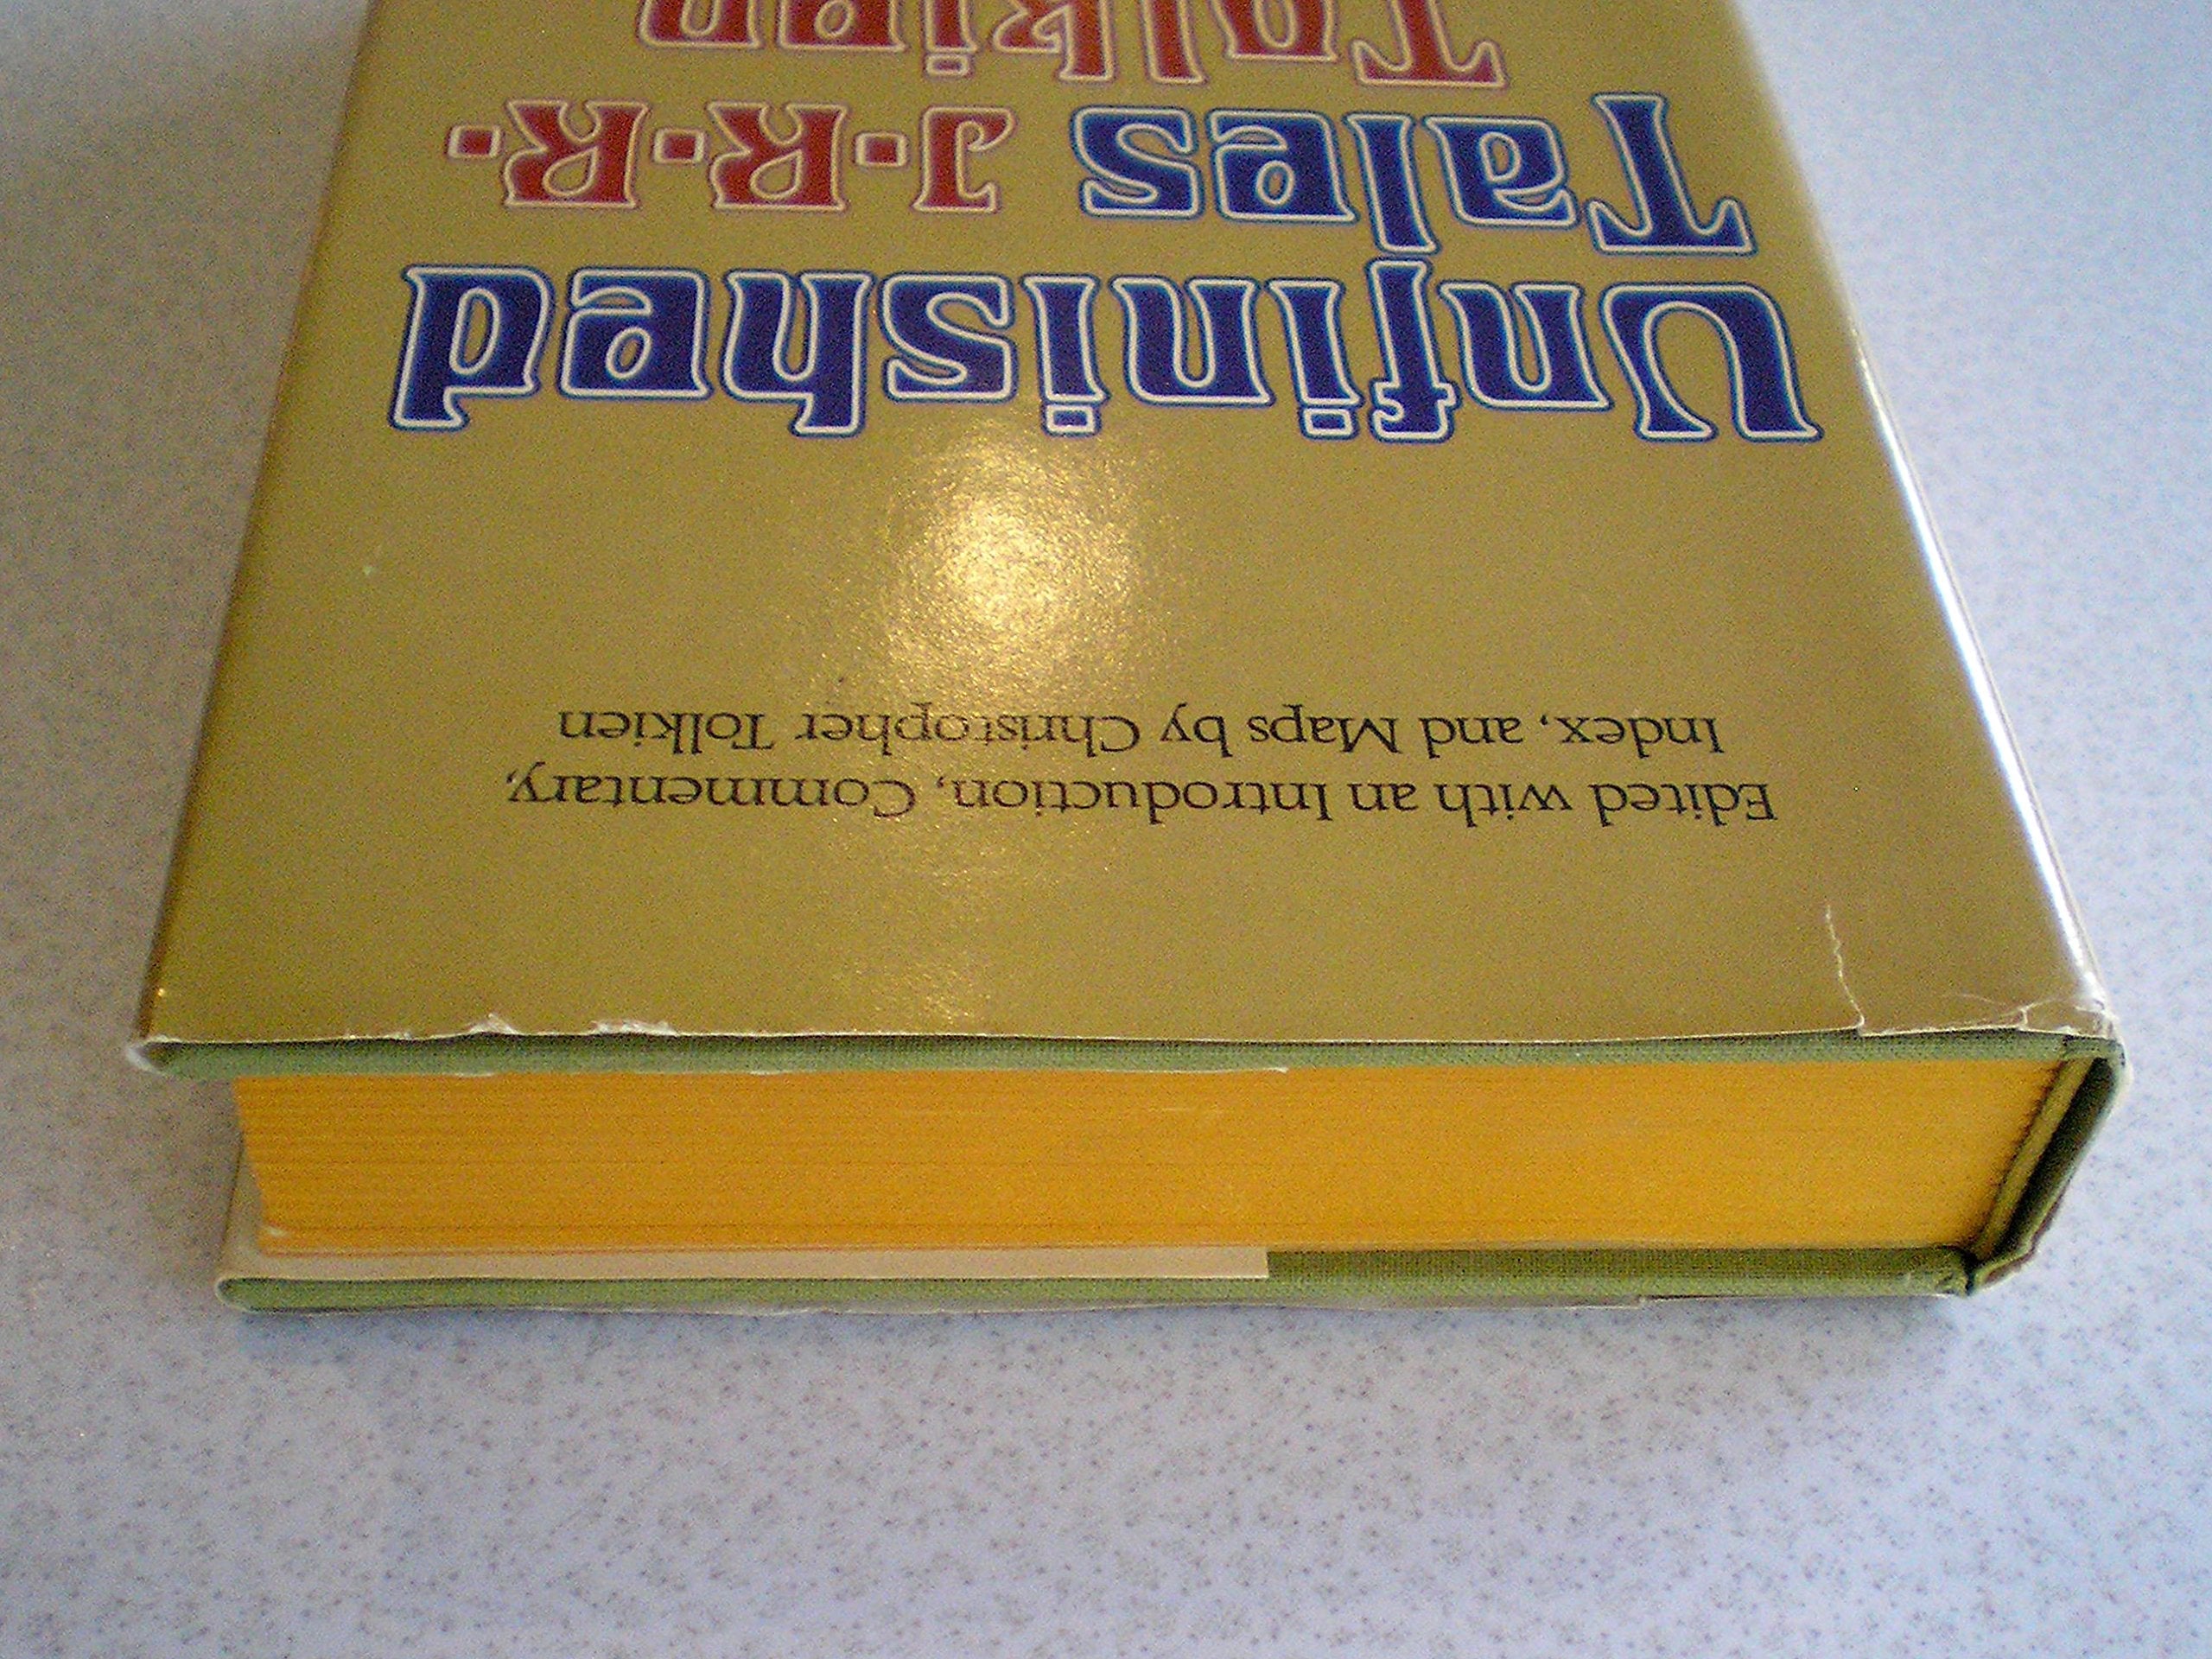 Edited with an Introduction, Commentary,
Index, and Maps by Christopher Tolkien
Unfinished
Tales J.R.R.
Tolkien